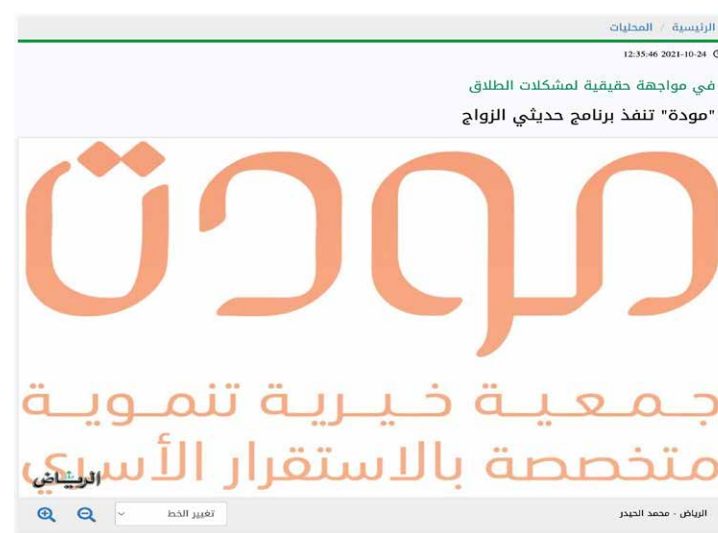 الرئيسية / المحليات
12:35:46 2021-10-24
في مواجهة حقيقية لمشكلات الطلاق
"مودة" تنفذ برنامج حديثي الزواج
مودة
جمعية خيرية تنموية
متخصصة بالاستقرار الأسري
الرياض
الرياض - محمد الحيدر
تغيير الخط